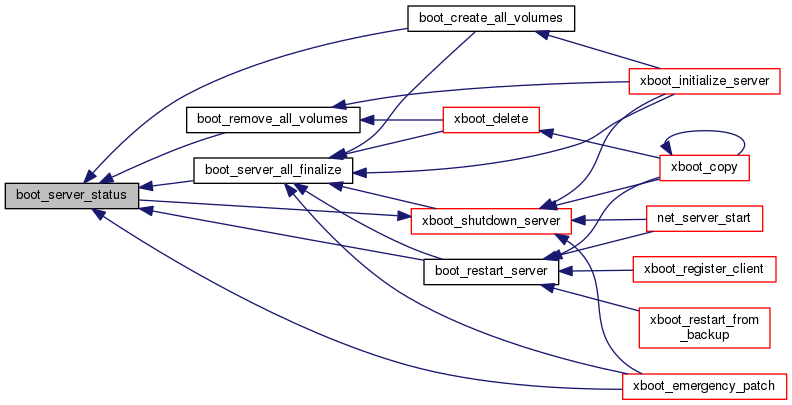 boot_create_all_volumes
xboot_initialize_server
boot_remove_all_volumes
xboot_delete
boot_server_all_finalize
xboot_copy
boot_server_status
xboot_shutdown_server
net_server_start
boot_restart_server
xboot_register_client
xboot_restart_from
_backup
xboot_emergency_patch